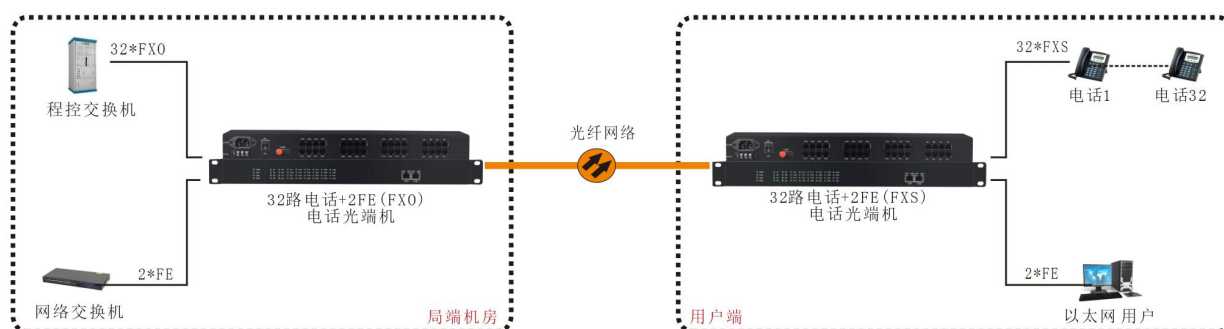 32*FXO
程控交换机
32路电话+2FE(FXO)
电话光端机
2*FE
网络交换机
局端机房
光纤网络
32*FXS
电话1
电话32
32路电话+2FE(FXS)
电话光端机
2*FE
以太网用户
用户端